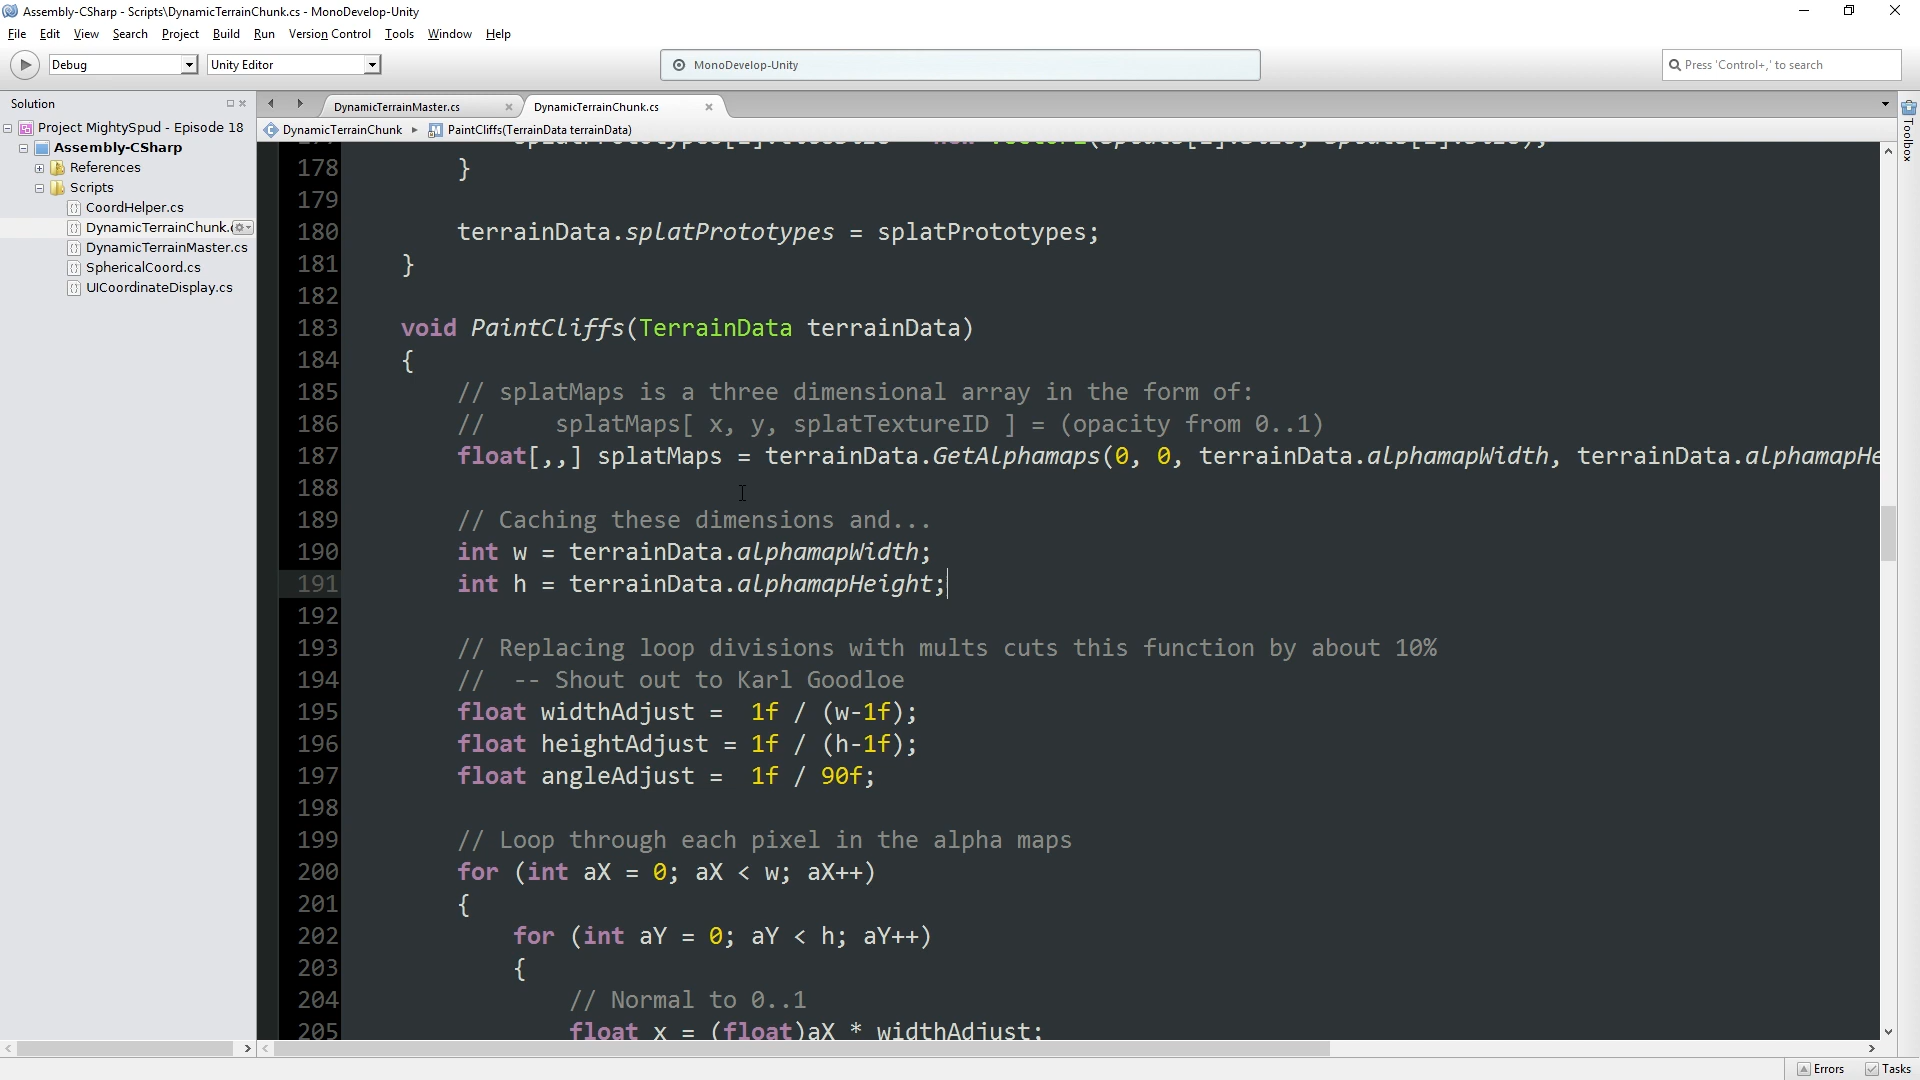 Assembly-CSharp - Scripts\DynamicTerrainChunk.cs - MonoDevelop-Unity
File Edit View Search Project Build Run Version Control Tools Window Help
Debug Unity Editor MonoDevelop-Unity Press 'Control+,' to search
Solution
Project MightySpud - Episode 18
Assembly-CSharp
References
Scripts
CoordHelper.cs
DynamicTerrainChunk.
DynamicTerrainMaster.cs
SphericalCoord.cs
UICoordinateDisplay.cs
DynamicTerrainMaster.cs DynamicTerrainChunk.cs
DynamicTerrainChunk PaintCliffs(TerrainData terrainData)
Toolbox
178 }
179
180 terrainData.splatPrototypes = splatPrototypes;
181 }
182
183 void PaintCliffs(TerrainData terrainData)
184 {
185 // splatMaps is a three dimensional array in the form of:
186 // splatMaps[ x, y, splatTextureID ] = (opacity from 0..1)
187 float[,,] splatMaps = terrainData.GetAlphamaps(0, 0, terrainData.alphamapWidth, terrainData.alphamapHe
188
189 // Caching these dimensions and...
190 int w = terrainData.alphamapWidth;
191 int h = terrainData.alphamapHeight;
192
193 // Replacing loop divisions with mults cuts this function by about 10%
194 // -- Shout out to Karl Goodloe
195 float widthAdjust = 1f / (w-1f);
196 float heightAdjust = 1f / (h-1f);
197 float angleAdjust = 1f / 90f;
198
199 // Loop through each pixel in the alpha maps
200 for (int aX = 0; aX < w; aX++)
201 {
202 for (int aY = 0; aY < h; aY++)
203 {
204 // Normal to 0..1
205 float x = (float)aX * widthAdjust;
Errors Tasks